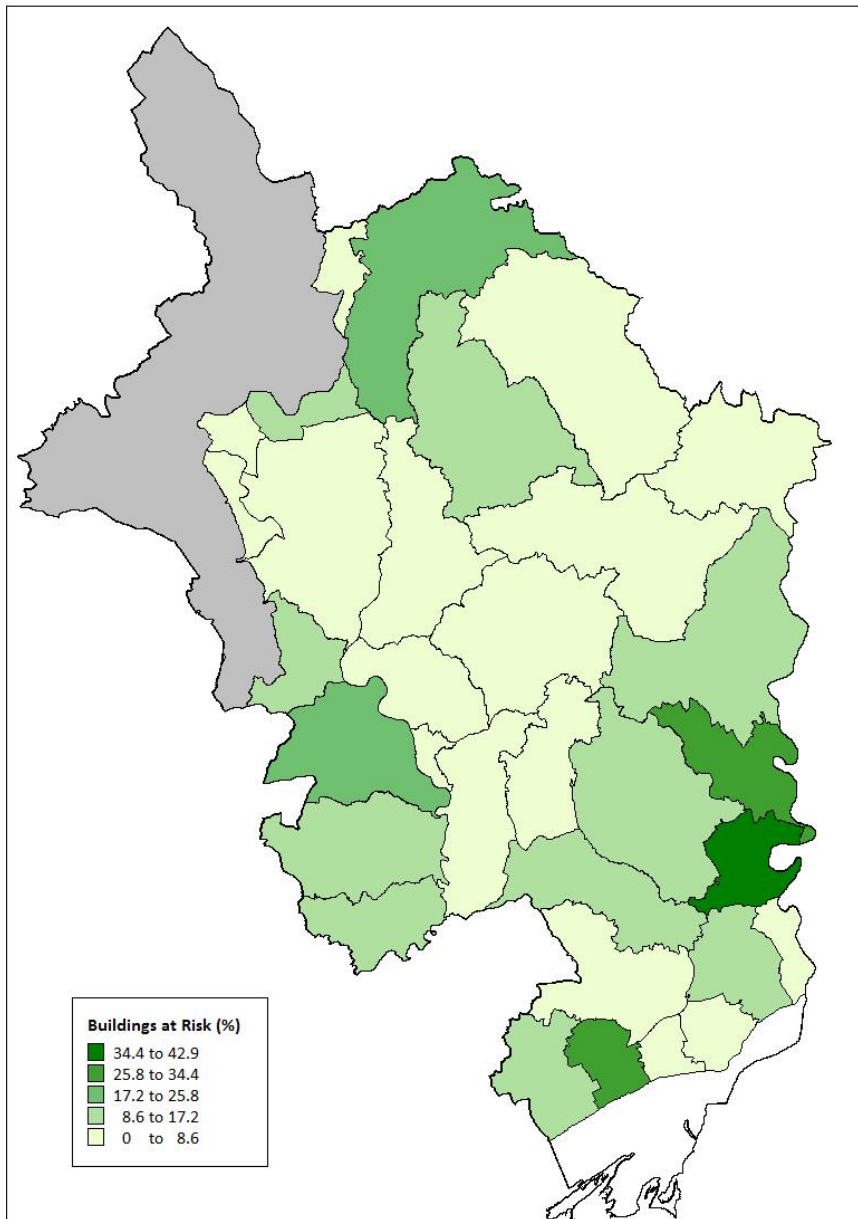 Buildings at Risk (%)
34.4 to 42.9
25.8 to 34.4
17.2 to 25.8
8.6 to 17.2
0 to 8.6